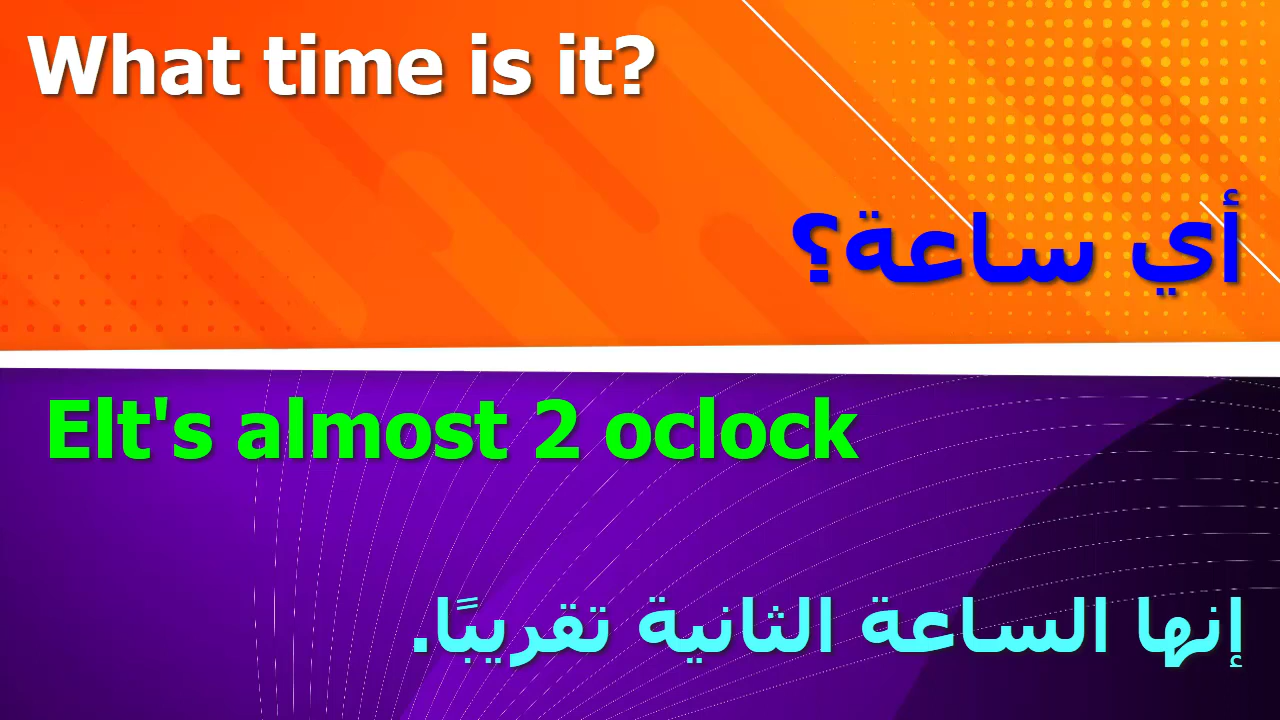 What time is it?
أي ساعة؟
Elt's almost 2 oclock
إنها الساعة الثانية تقريبًا.